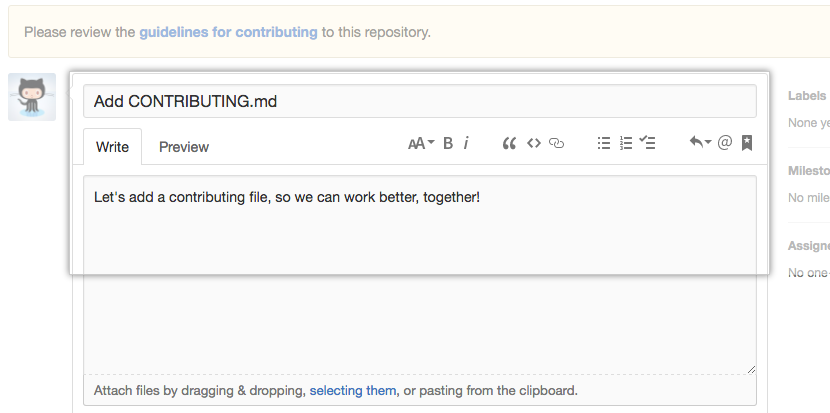 Please review the guidelines for contributing to this repository.
Add CONTRIBUTING.md
Labels
None ye
Write Preview AA B i @
Milesto
No mile
Let's add a contributing file, so we can work better, together!
Assigne
No one-
Attach files by dragging & dropping, selecting them, or pasting from the clipboard.